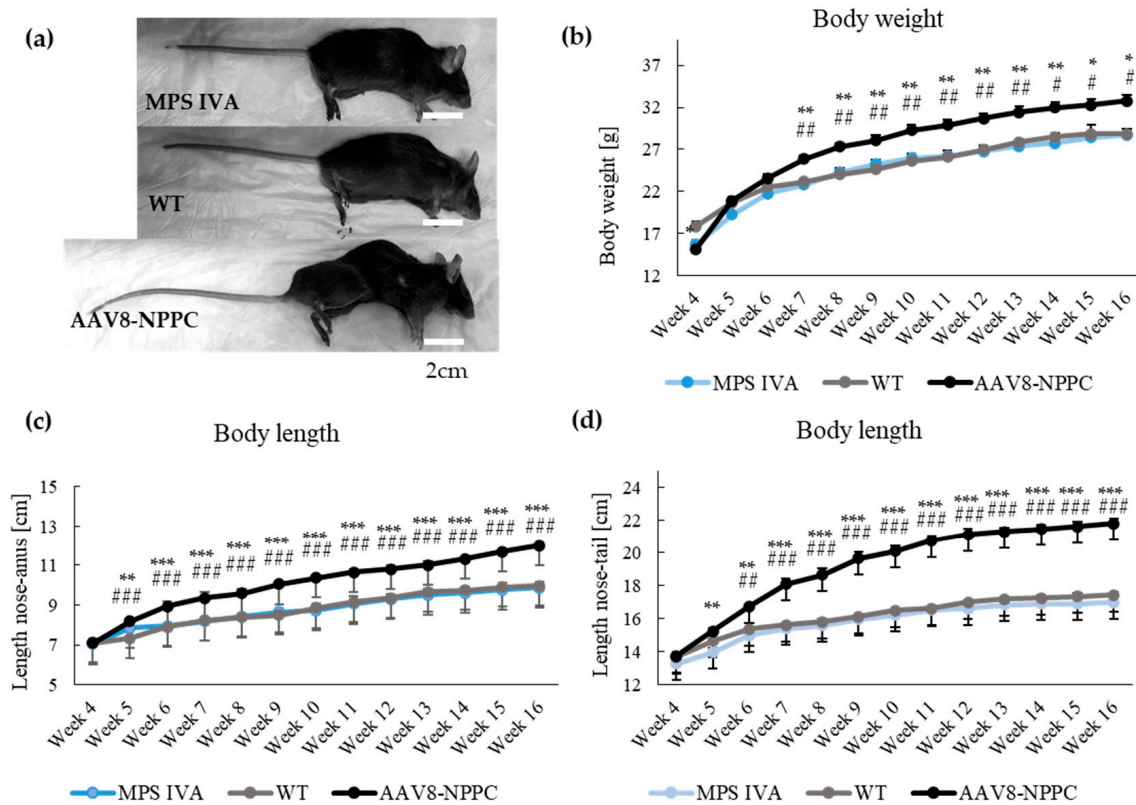 (a)
MPS IVA
WT
AAV8-NPPC
2cm
(b)
Body weight
Body weight [g]
37
32
27
22
17
12
*
**
##
**
##
**
##
**
##
**
##
**
##
**
##
**
#
*
#
*
#
Week 4
Week 5
Week 6
Week 7
Week 8
Week 9
Week 10
Week 11
Week 12
Week 13
Week 14
Week 15
Week 16
MPS IVA WT AAV8-NPPC
(c)
Body length
Length nose-anus [cm]
15
13
11
9
7
5
**
###
***
###
***
###
***
###
***
###
***
###
***
###
***
###
***
###
***
###
***
###
***
###
Week 4
Week 5
Week 6
Week 7
Week 8
Week 9
Week 10
Week 11
Week 12
Week 13
Week 14
Week 15
Week 16
MPS IVA WT AAV8-NPPC
(d)
Body length
Length nose-tail [cm]
24
22
20
18
16
14
12
**
**
##
***
###
***
###
***
###
***
###
***
###
***
###
***
###
***
###
***
###
***
###
Week 4
Week 5
Week 6
Week 7
Week 8
Week 9
Week 10
Week 11
Week 12
Week 13
Week 14
Week 15
Week 16
MPS IVA WT AAV8-NPPC